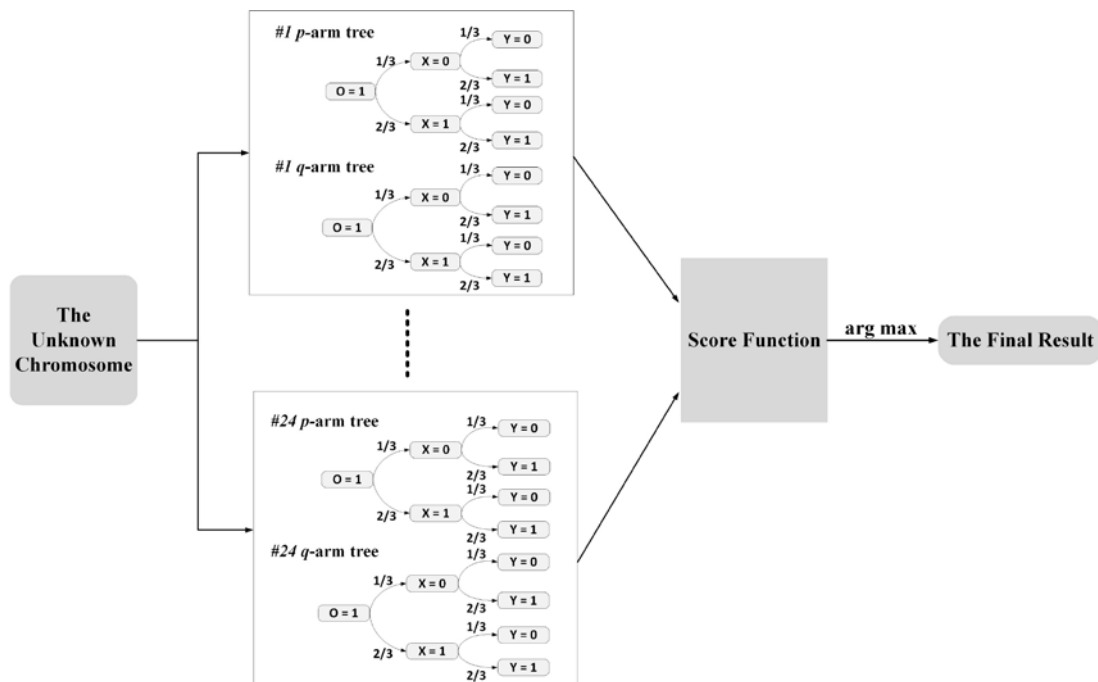 #1 p-arm tree
1/3
Y = 0
1/3
X = 0
2/3
Y = 1
O = 1
1/3
Y = 0
2/3
X = 1
2/3
Y = 1
#1 q-arm tree
1/3
Y = 0
1/3
X = 0
2/3
Y = 1
O = 1
1/3
Y = 0
2/3
X = 1
2/3
Y = 1
The
Unknown
Chromosome
#24 p-arm tree
1/3
Y = 0
1/3
X = 0
2/3
Y = 1
O = 1
1/3
Y = 0
2/3
X = 1
2/3
Y = 1
#24 q-arm tree
1/3
Y = 0
1/3
X = 0
2/3
Y = 1
O = 1
1/3
Y = 0
2/3
X = 1
2/3
Y = 1
Score Function
arg max
The Final Result